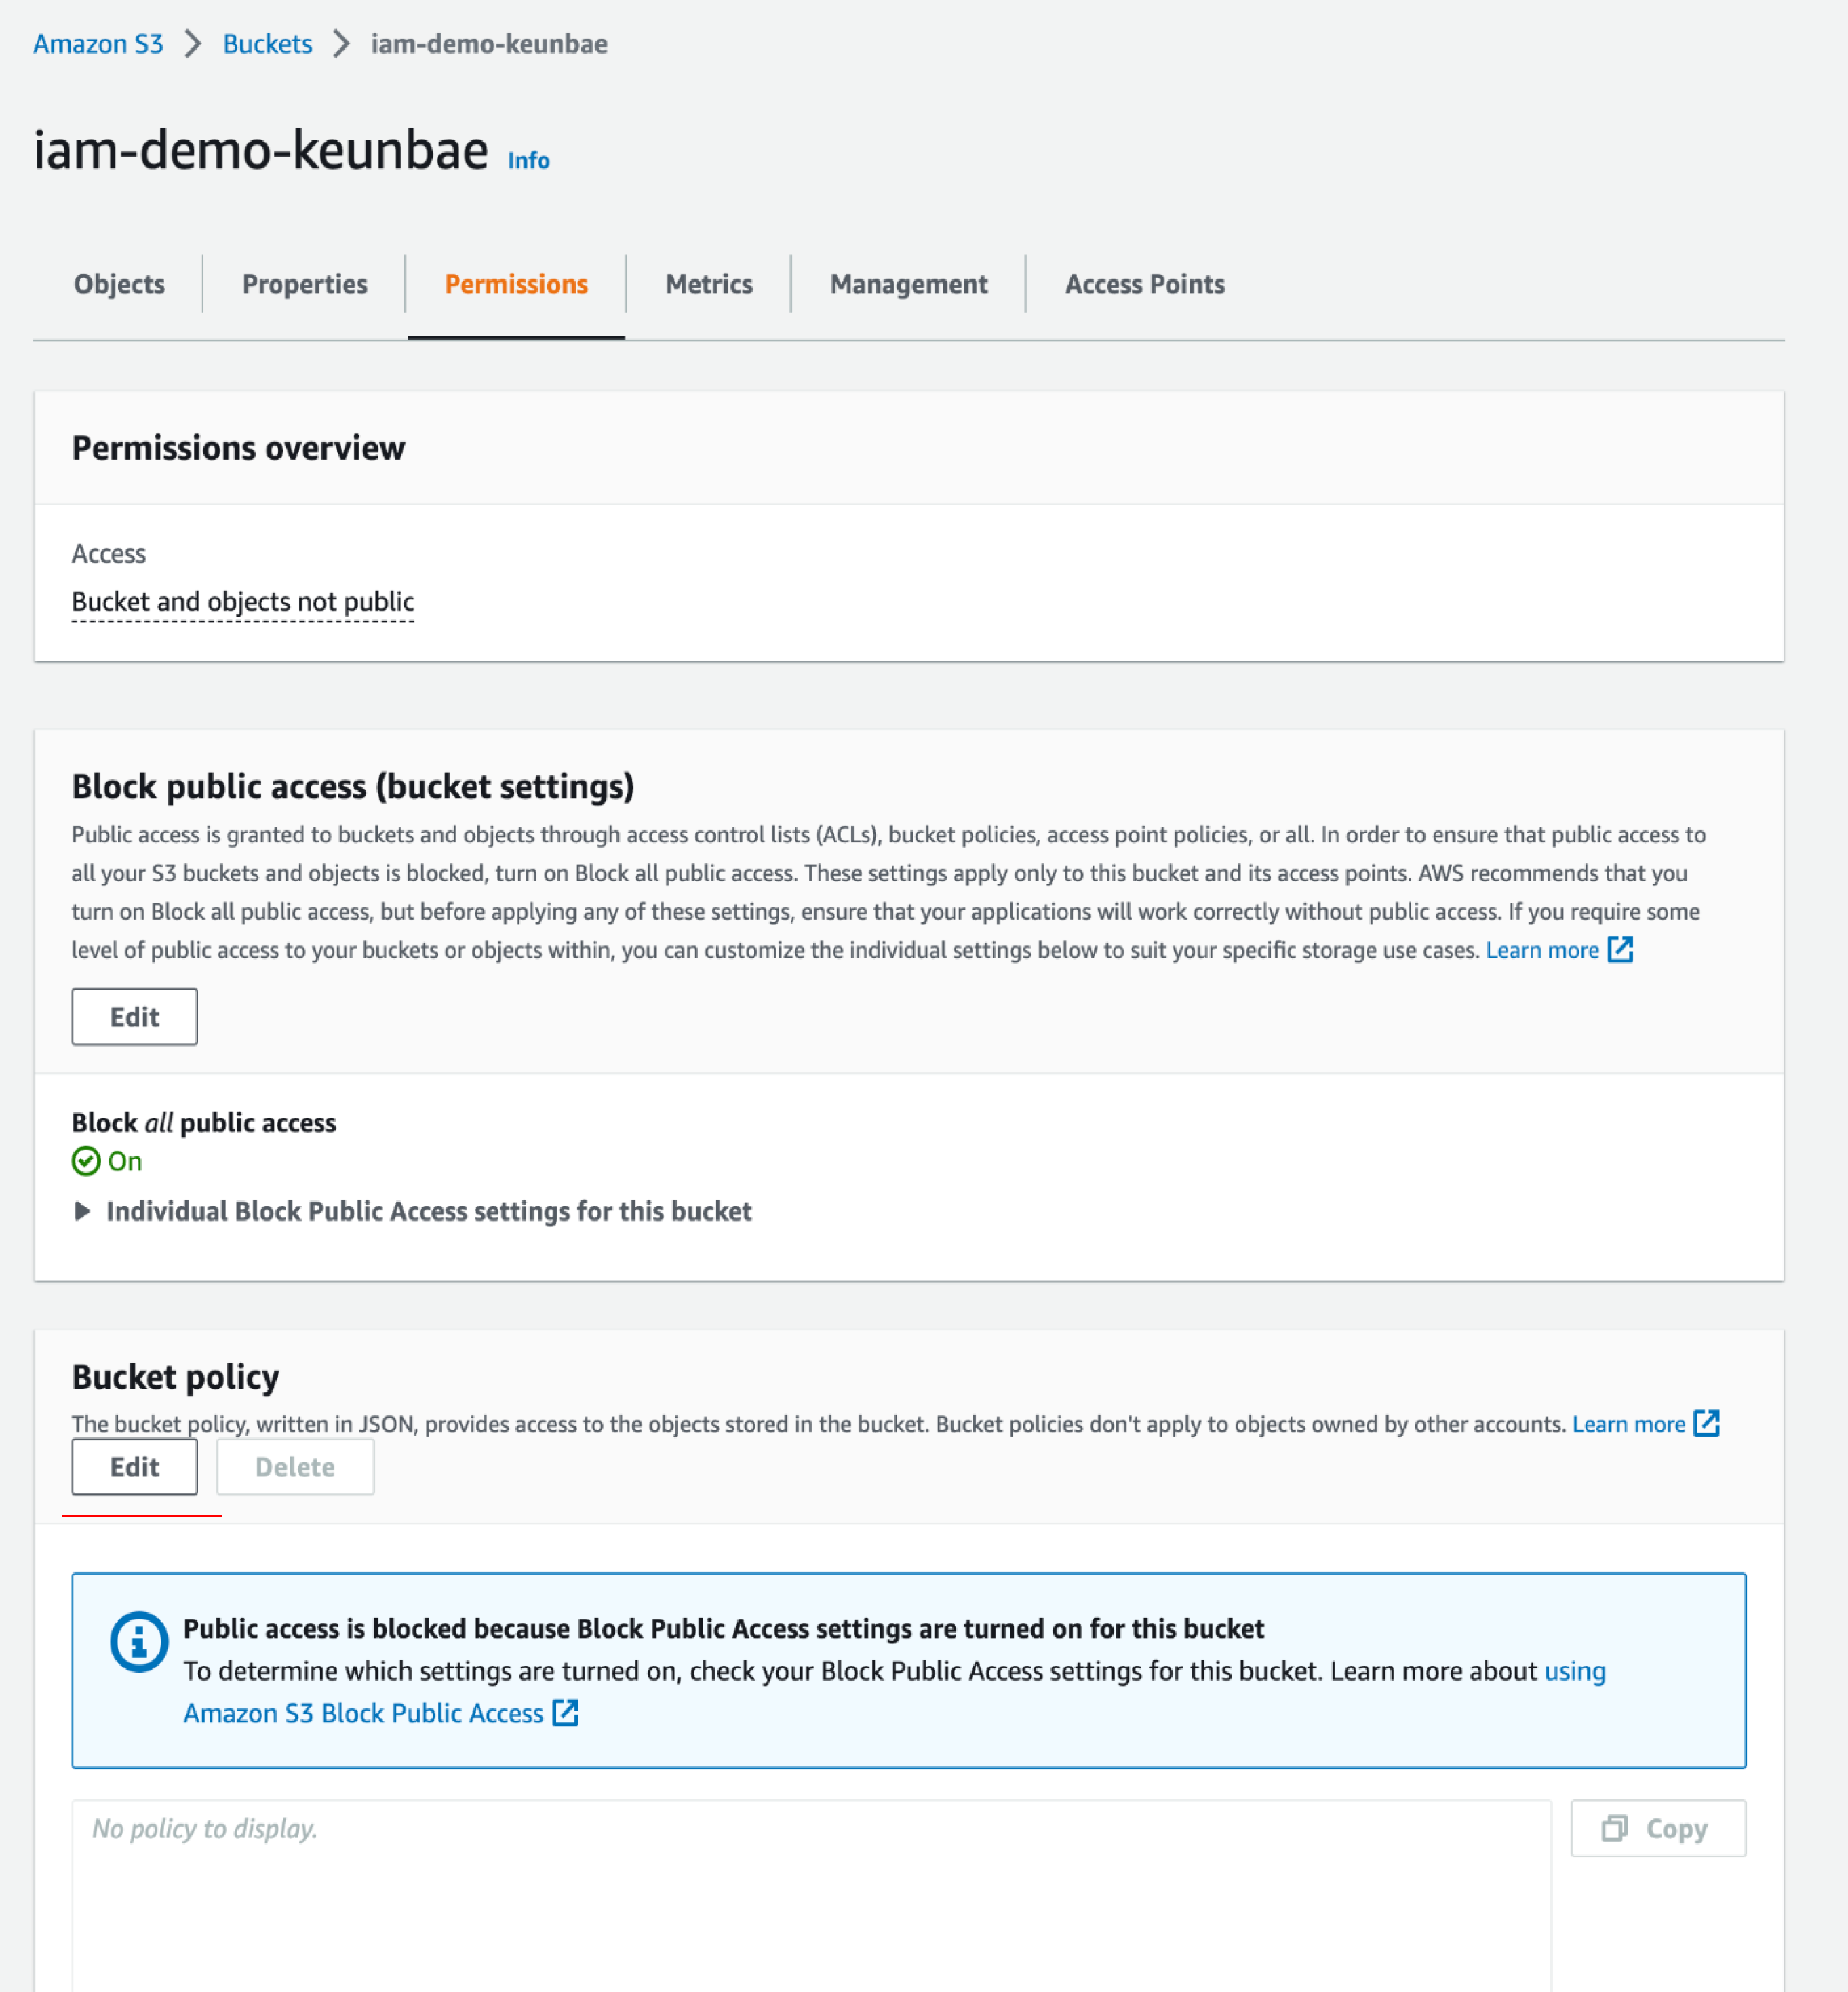 Amazon S3 > Buckets > iam-demo-keunbae
iam-demo-keunbae Info
Objects Properties Permissions Metrics Management Access Points
Permissions overview
Access
Bucket and objects not public
Block public access (bucket settings)
Public access is granted to buckets and objects through access control lists (ACLs), bucket policies, access point policies, or all. In order to ensure that public access to
all your S3 buckets and objects is blocked, turn on Block all public access. These settings apply only to this bucket and its access points. AWS recommends that you
turn on Block all public access, but before applying any of these settings, ensure that your applications will work correctly without public access. If you require some
level of public access to your buckets or objects within, you can customize the individual settings below to suit your specific storage use cases. Learn more
Edit
Block all public access
On
Individual Block Public Access settings for this bucket
Bucket policy
The bucket policy, written in JSON, provides access to the objects stored in the bucket. Bucket policies don't apply to objects owned by other accounts. Learn more
Edit Delete
Public access is blocked because Block Public Access settings are turned on for this bucket
To determine which settings are turned on, check your Block Public Access settings for this bucket. Learn more about using
Amazon S3 Block Public Access
No policy to display. Copy